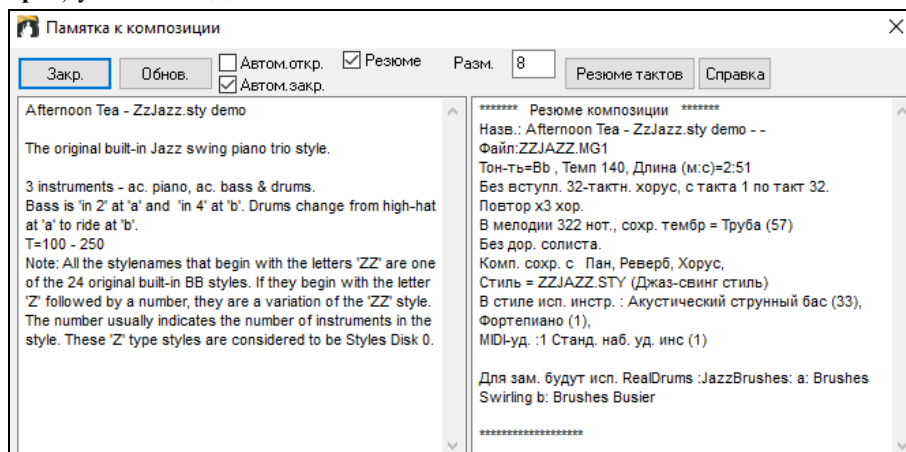 Памятка к композиции
Закр. Обнов. Автом.откр. Резюме Разм. 8 Резюме тактов Справка
Автом.закр.
Afternoon Tea - ZzJazz.sty demo
The original built-in Jazz swing piano trio style.
3 instruments - ac. piano, ac. bass & drums.
Bass is 'in 2' at 'a' and 'in 4' at 'b'. Drums change from high-hat
at 'a' to ride at 'b'.
T=100 - 250
Note: All the stylenames that begin with the letters 'ZZ' are one
of the 24 original built-in BB styles. If they begin with the letter
'Z' followed by a number, they are a variation of the 'ZZ' style.
The number usually indicates the number of instruments in the
style. These 'Z' type styles are considered to be Styles Disk 0.
******* Резюме композиции *******
Назв.: Afternoon Tea - ZzJazz.sty demo - -
Файл:ZZJAZZ.MG1
Тон-ть=Bb , Темп 140, Длина (м:с)=2:51
Без вступл. 32-тактн. хорус, с такта 1 по такт 32.
Повтор x3 хор.
В мелодии 322 нот., сохр. тембр = Труба (57)
Без дор. солиста.
Комп. сохр. с Пан, Реверб, Хорус,
Стиль = ZZJAZZ.STY (Джаз-свинг стиль)
В стиле исп. инстр. : Акустический струнный бас (33),
Фортепиано (1),
MIDI-уд. :1 Станд. наб. уд. инс (1)
Для зам. будут исп. RealDrums :JazzBrushes: a: Brushes
Swirling b: Brushes Busier
*******************